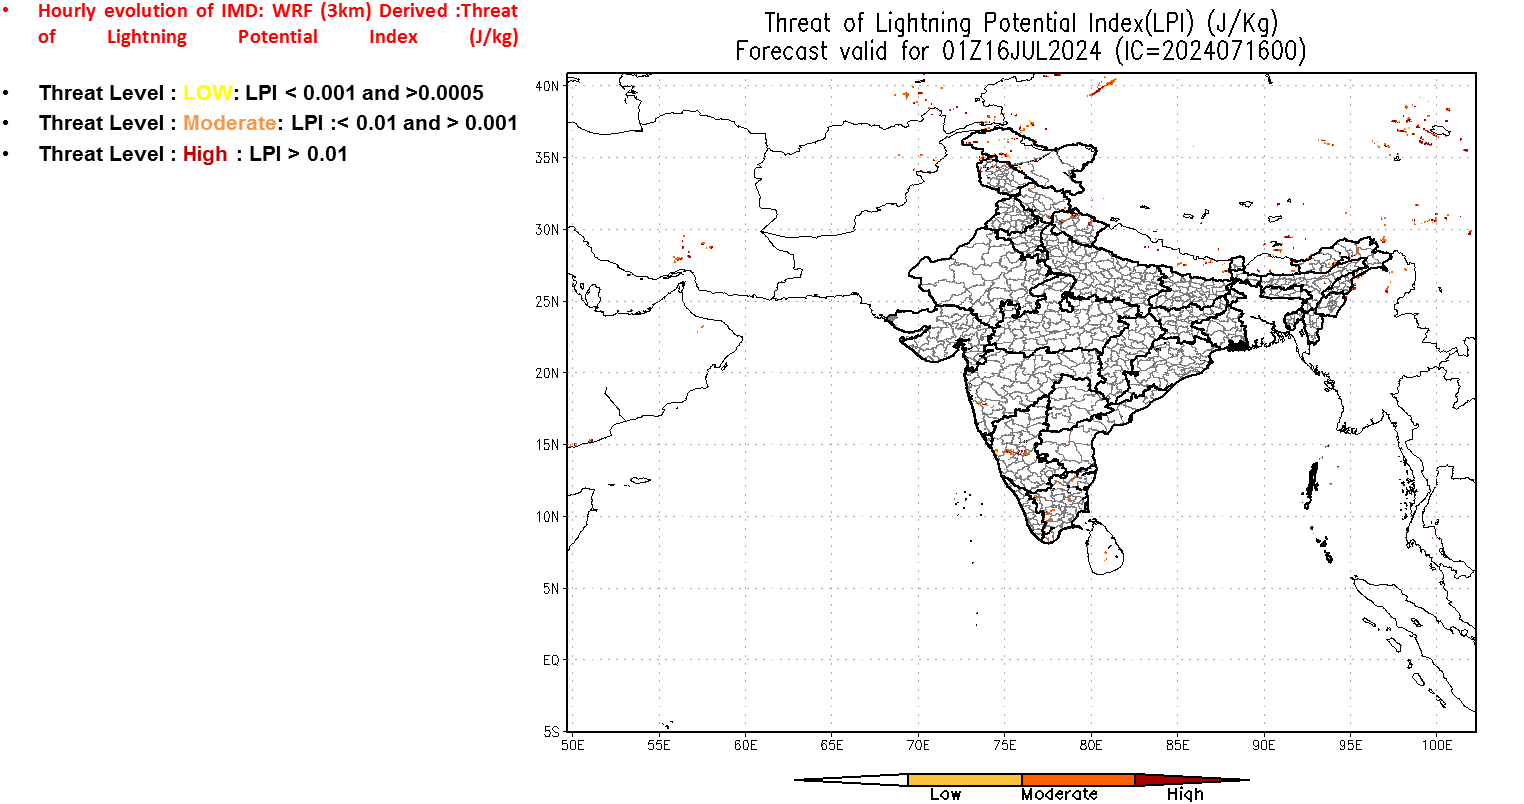 • Hourly evolution of IMD: WRF (3km) Derived :Threat
of Lightning Potential Index (J/kg)
• Threat Level : LOW: LPI < 0.001 and >0.0005
• Threat Level : Moderate: LPI :< 0.01 and > 0.001
• Threat Level : High : LPI > 0.01
Threat of Lightning Potential Index(LPI) (J/Kg)
Forecast valid for 01Z16JUL2024 (IC=2024071600)
40N
35N
30N
25N
20N
15N
10N
5N
EQ
5S
50E 55E 60E 65E 70E 75E 80E 85E 90E 95E 100E
Low Moderate High